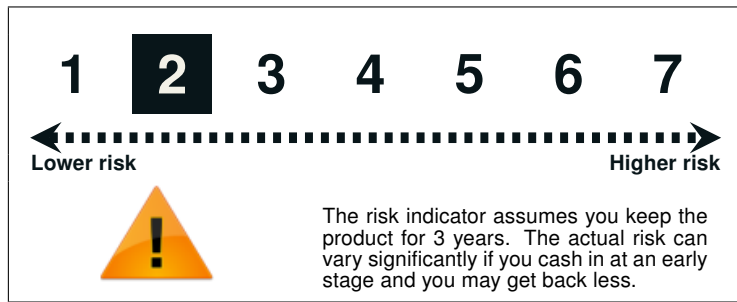 1 2 3 4 5 6 7
Lower risk Higher risk
!
The risk indicator assumes you keep the
product for 3 years. The actual risk can
vary significantly if you cash in at an early
stage and you may get back less.